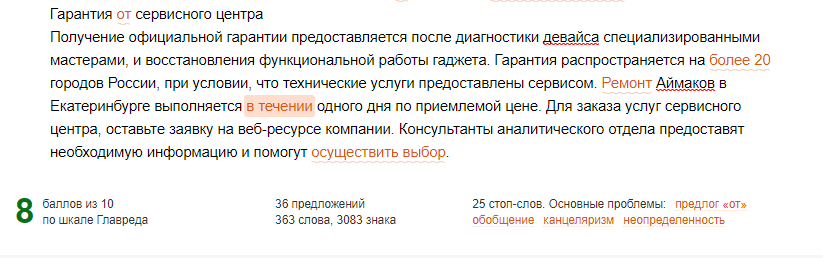 Гарантия от сервисного центра
Получение официальной гарантии предоставляется после диагностики девайса специализированными
мастерами, и восстановления функциональной работы гаджета. Гарантия распространяется на более 20
городов России, при условии, что технические услуги предоставлены сервисом. Ремонт Аймаков в
Екатеринбурге выполняется в течении одного дня по приемлемой цене. Для заказа услуг сервисного
центра, оставьте заявку на веб-ресурсе компании. Консультанты аналитического отдела предоставят
необходимую информацию и помогут осуществить выбор.
8 баллов из 10
по шкале Главреда
36 предложений
363 слова, 3083 знака
25 стоп-слов. Основные проблемы: предлог «от»
обобщение канцеляризм неопределенность